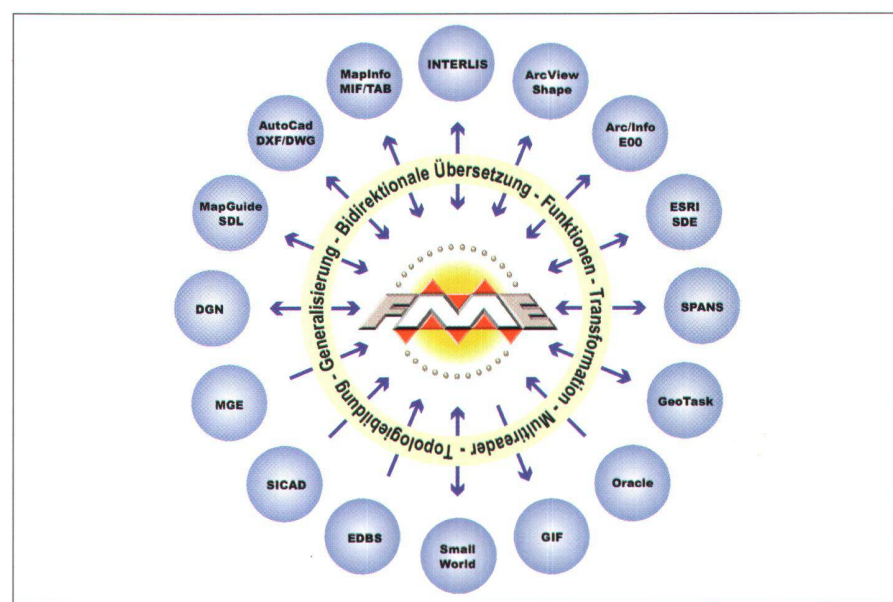 INTERLIS
ArcView
Shape
Arc/Info
E00
ESRI
SDE
SPANS
GeoTask
Oracle
GIF
Small
World
EDBS
SICAD
MGE
DGN
MapGuide
SDL
AutoCad
DXF/DWG
MapInfo
MIF/TAB
Bidirektionale Übersetzung - Funktionen - Transformation - Multireader - Topologiebildung - Generalisierung -
FME